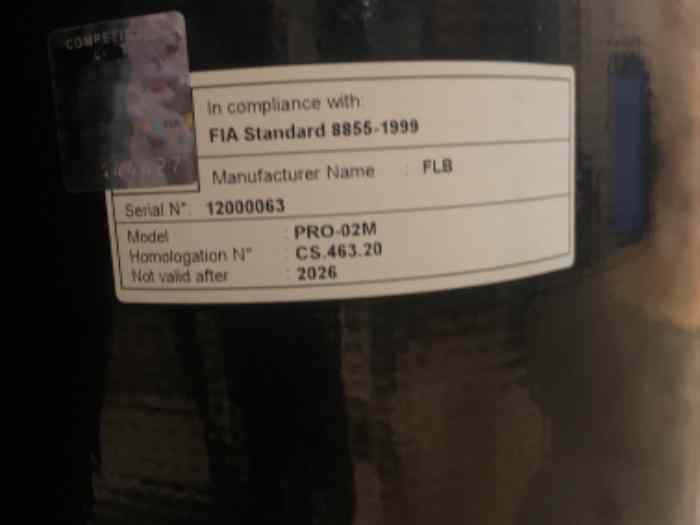 In compliance with:
FIA Standard 8855-1999
Manufacturer Name : FLB
Serial N°: 12000063
Model : PRO-02M
Homologation N° : CS.463.20
Not valid after : 2026
FIA